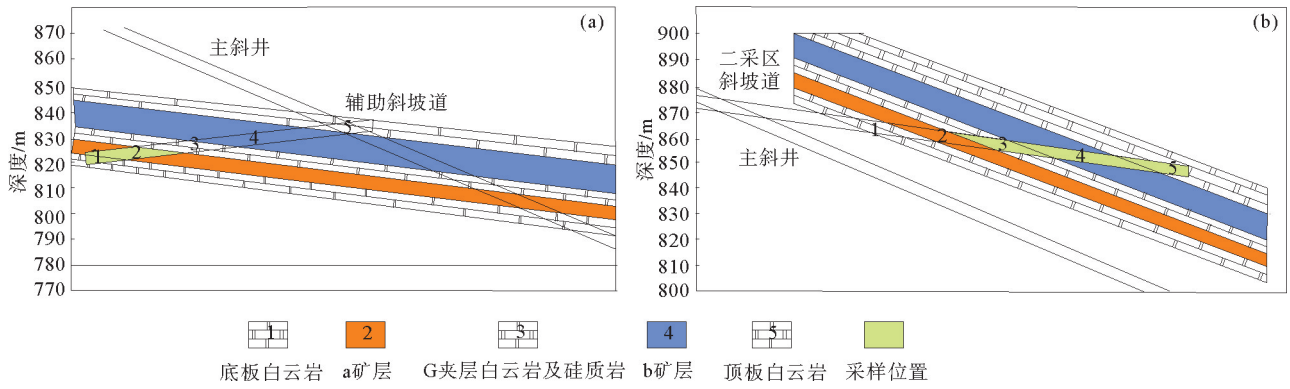 (a)
870
860
850
840
830
820
810
800
790
780
770
深度/m
主斜井
辅助斜坡道
1
2
3
4
5
(b)
900
890
880
870
860
850
840
830
820
810
800
深度/m
二采区
斜坡道
主斜井
1
2
3
4
5
1
底板白云岩
2
a矿层
3
G夹层白云岩及硅质岩
4
b矿层
5
顶板白云岩
采样位置